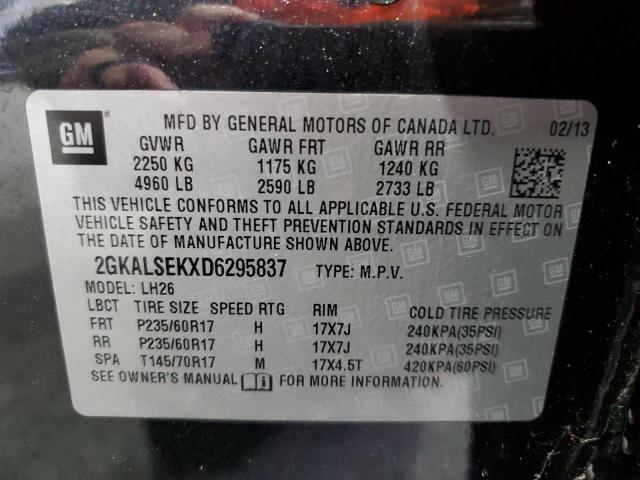 GM
MFD BY GENERAL MOTORS OF CANADA LTD. 02/13
GVWR GAWR FRT GAWR RR
2250 KG 1175 KG 1240 KG
4960 LB 2590 LB 2733 LB
THIS VEHICLE CONFORMS TO ALL APPLICABLE U.S. FEDERAL MOTOR
VEHICLE SAFETY AND THEFT PREVENTION STANDARDS IN EFFECT ON
THE DATE OF MANUFACTURE SHOWN ABOVE.
2GKALSEKXD6295837 TYPE: M.P.V.
MODEL: LH26
LBCT TIRE SIZE SPEED RTG RIM COLD TIRE PRESSURE
FRT P235/60R17 H 17X7J 240KPA(35PSI)
RR P235/60R17 H 17X7J 240KPA(35PSI)
SPA T145/70R17 M 17X4.5T 420KPA(60PSI)
SEE OWNER'S MANUAL FOR MORE INFORMATION.